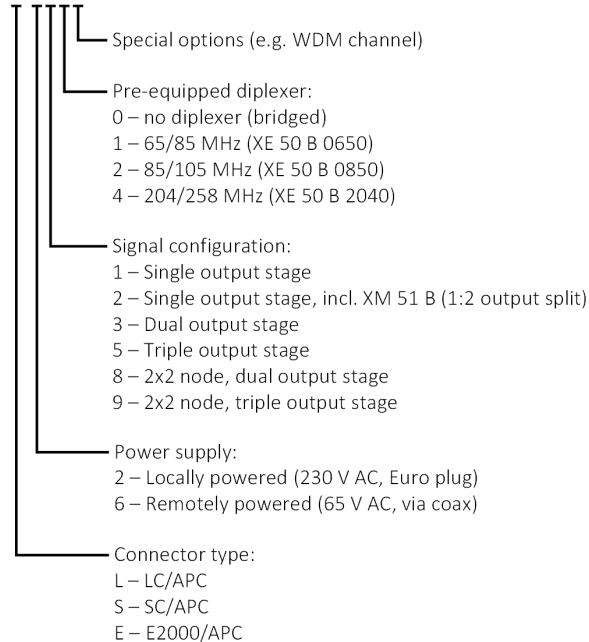 Special options (e.g. WDM channel)
Pre-equipped diplexer:
0 – no diplexer (bridged)
1 – 65/85 MHz (XE 50 B 0650)
2 – 85/105 MHz (XE 50 B 0850)
4 – 204/258 MHz (XE 50 B 2040)
Signal configuration:
1 – Single output stage
2 – Single output stage, incl. XM 51 B (1:2 output split)
3 – Dual output stage
5 – Triple output stage
8 – 2x2 node, dual output stage
9 – 2x2 node, triple output stage
Power supply:
2 – Locally powered (230 V AC, Euro plug)
6 – Remotely powered (65 V AC, via coax)
Connector type:
L – LC/APC
S – SC/APC
E – E2000/APC